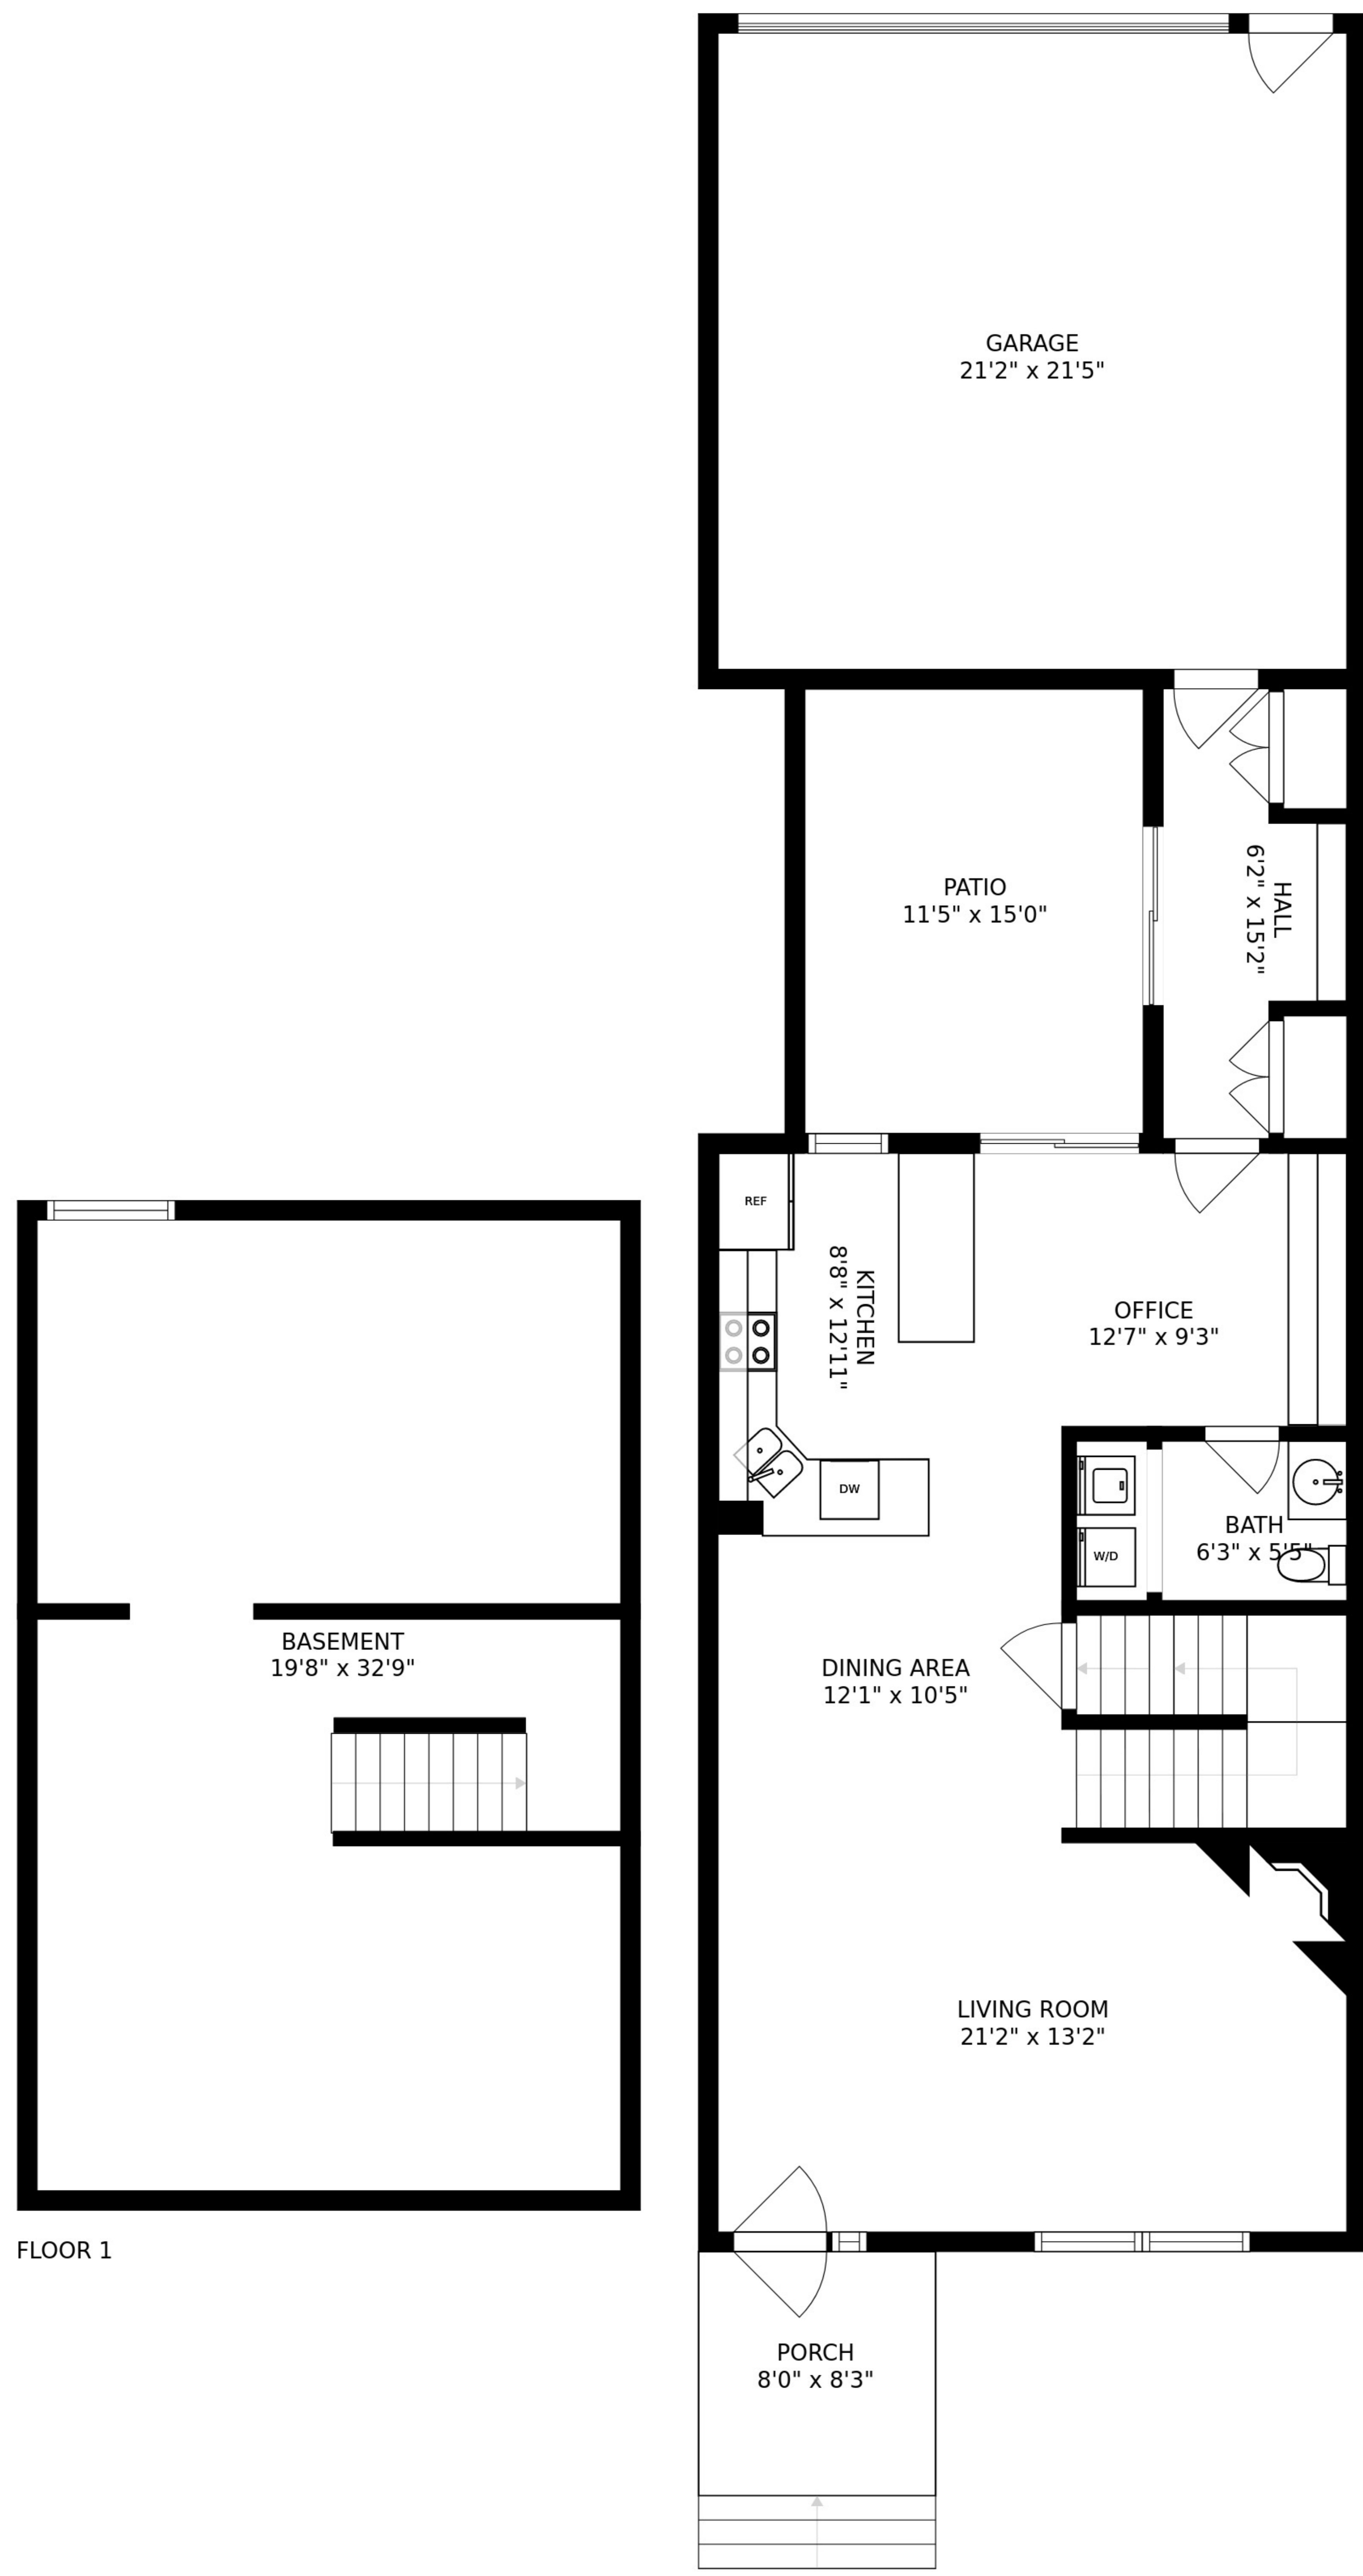 GARAGE
21'2" x 21'5"
PATIO
11'5" x 15'0"
HALL
6'2" x 15'2"
REF
KITCHEN
8'8" x 12'11"
OFFICE
12'7" x 9'3"
DW
BATH
6'3" x 5'5"
W/D
BASEMENT
19'8" x 32'9"
DINING AREA
12'1" x 10'5"
LIVING ROOM
21'2" x 13'2"
FLOOR 1
PORCH
8'0" x 8'3"